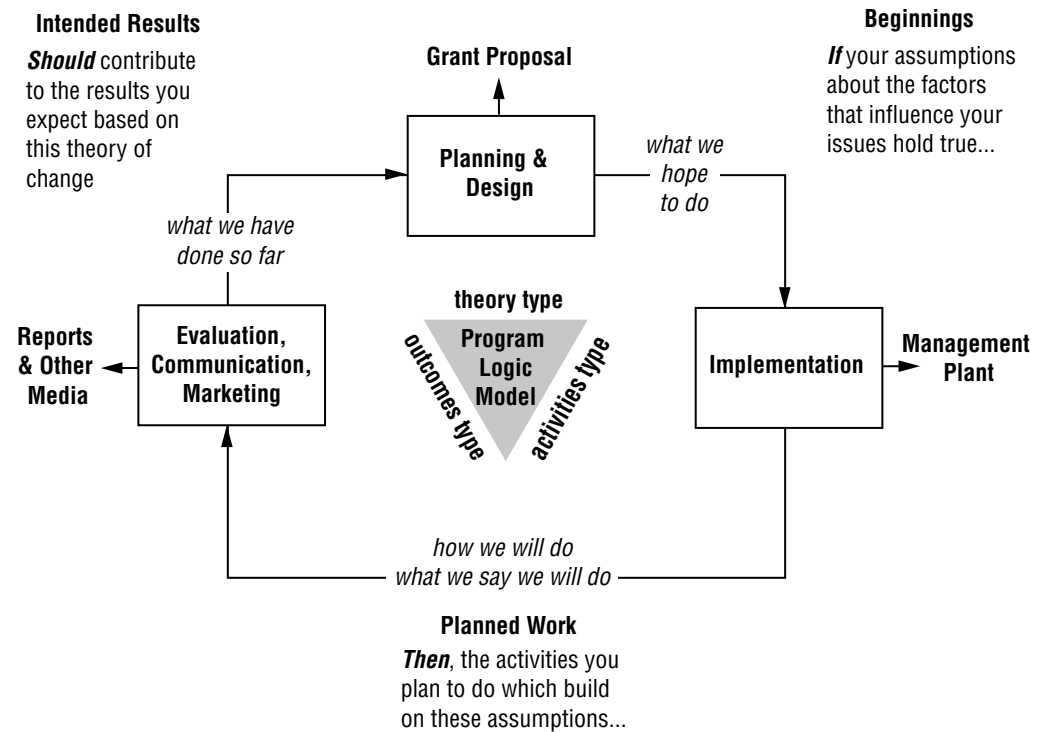 Intended Results
Should contribute
to the results you
expect based on
this theory of
change
Beginnings
If your assumptions
about the factors
that influence your
issues hold true...
Grant Proposal
Planning &
Design
what we
hope
to do
what we have
done so far
Reports
& Other
Media
Evaluation,
Communication,
Marketing
theory type
Program
Logic
Model
outcomes type
activities type
Implementation
Management
Plant
how we will do
what we say we will do
Planned Work
Then, the activities you
plan to do which build
on these assumptions...